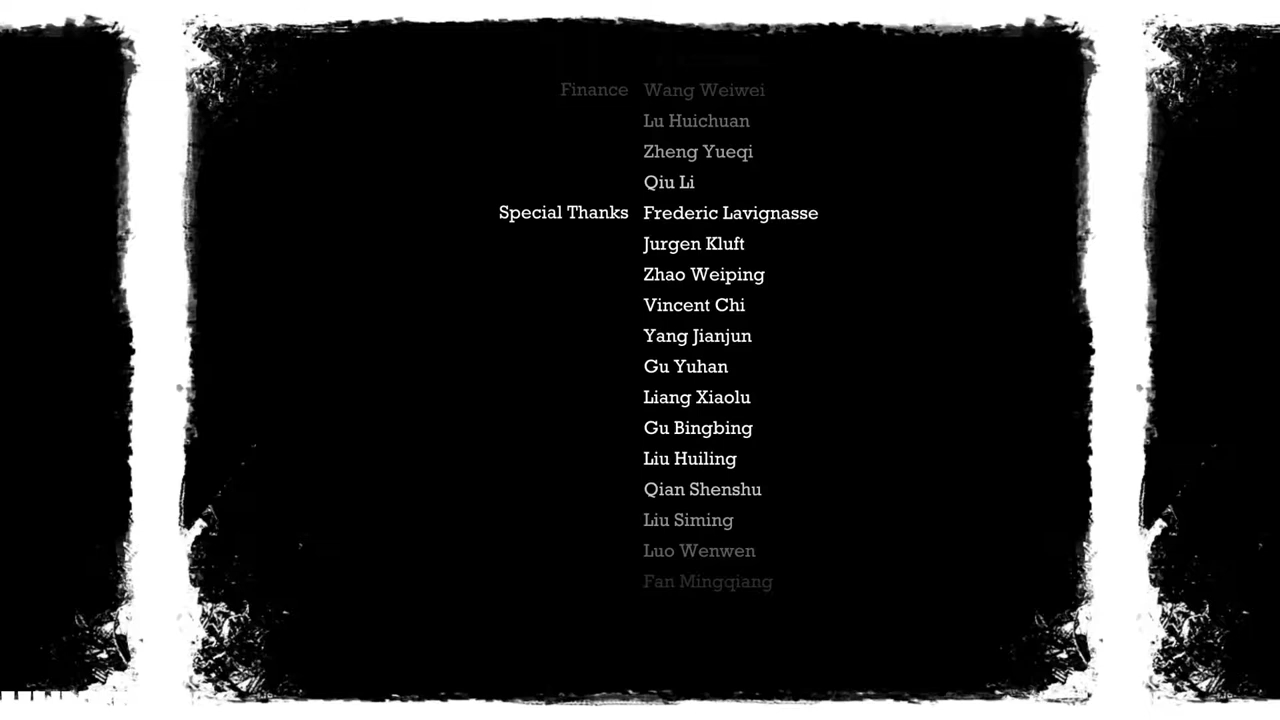 Finance Wang Weiwei
Lu Huichuan
Zheng Yueqi
Qiu Li
Special Thanks Frederic Lavignasse
Jurgen Kluft
Zhao Weiping
Vincent Chi
Yang Jianjun
Gu Yuhan
Liang Xiaolu
Gu Bingbing
Liu Huiling
Qian Shenshu
Liu Siming
Luo Wenwen
Fan Mingqiang